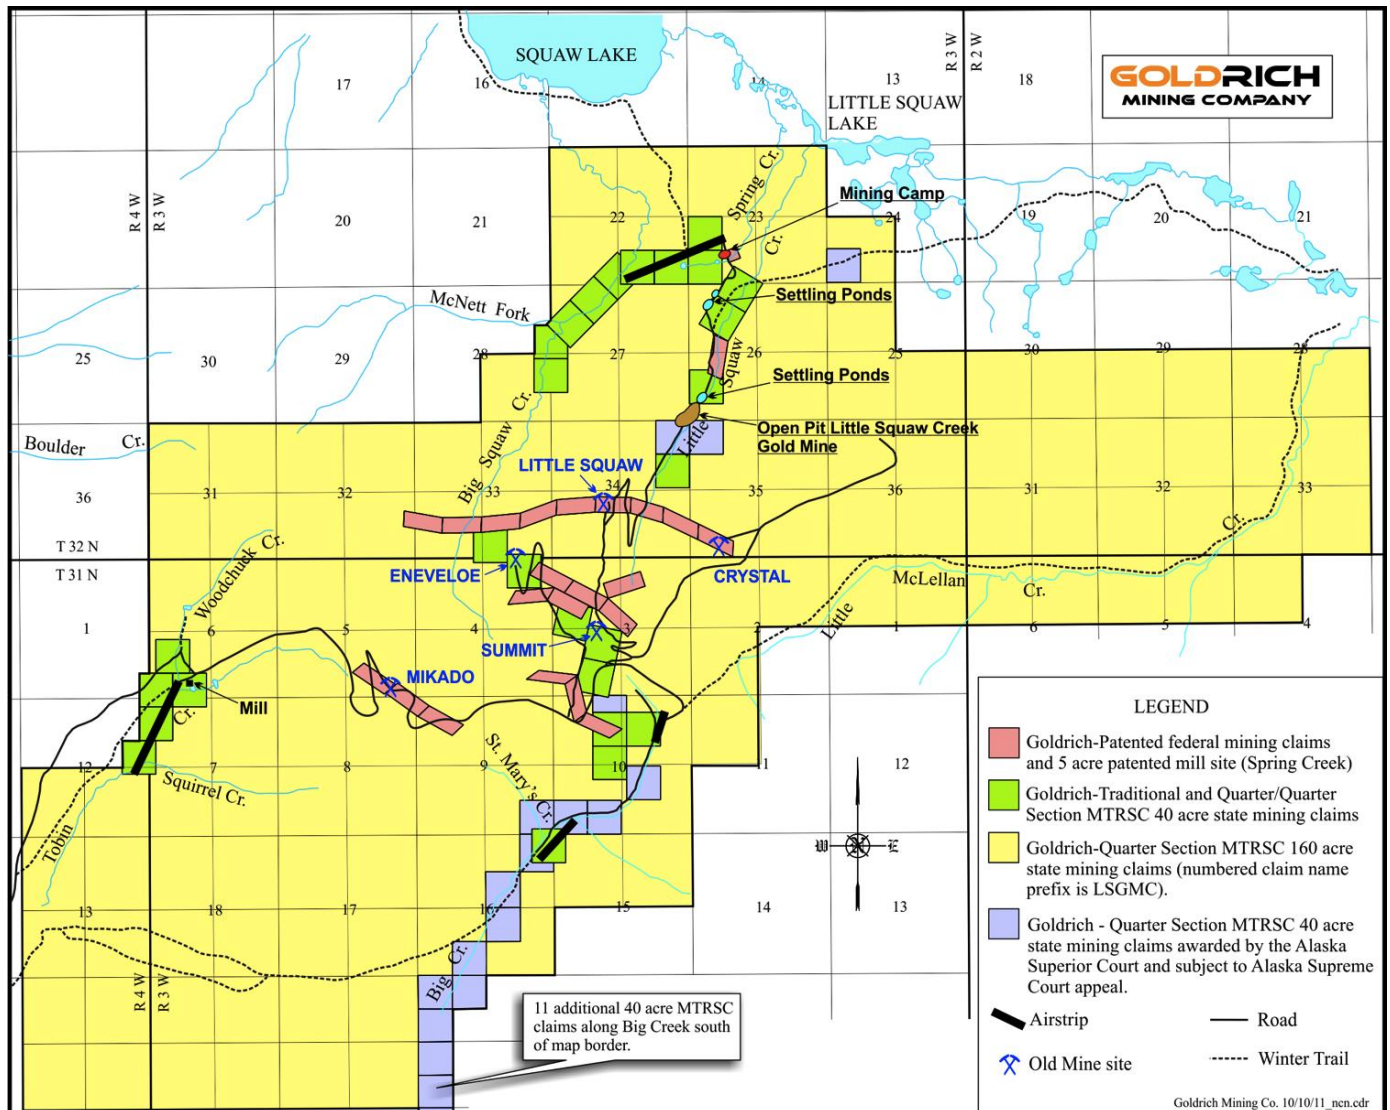 SQUAW LAKE
17
16
14
13
R 3 W
R 2 W
18
GOLDRICH
MINING COMPANY
LITTLE SQUAW
LAKE
R 4 W
R 3 W
20
21
22
Spring Cr.
23
Mining Camp
24
19
20
21
Cr.
McNett Fork
Settling Ponds
25
30
29
28
27
Squaw
26
25
30
29
28
Settling Ponds
Big Squaw Cr.
Little
Open Pit Little Squaw Creek
Gold Mine
Boulder Cr.
LITTLE SQUAW
36
31
32
33
34
35
36
31
32
33
T 32 N
T 31 N
Woodchuck Cr.
ENEVELOE
CRYSTAL
McLellan
Cr.
Cr.
Little
1
6
5
4
3
2
1
6
5
4
SUMMIT
MIKADO
Mill
Cr.
St. Mary's Cr.
12
7
8
9
10
11
12
Squirrel Cr.
Tobin
13
18
17
16
15
14
13
W
E
R 4 W
R 3 W
Big Cr.
11 additional 40 acre MTRSC
claims along Big Creek south
of map border.
LEGEND
Goldrich-Patented federal mining claims
and 5 acre patented mill site (Spring Creek)
Goldrich-Traditional and Quarter/Quarter
Section MTRSC 40 acre state mining claims
Goldrich-Quarter Section MTRSC 160 acre
state mining claims (numbered claim name
prefix is LSGMC).
Goldrich - Quarter Section MTRSC 40 acre
state mining claims awarded by the Alaska
Superior Court and subject to Alaska Supreme
Court appeal.
Airstrip
Road
Old Mine site
Winter Trail
Goldrich Mining Co. 10/10/11_ncn.cdr